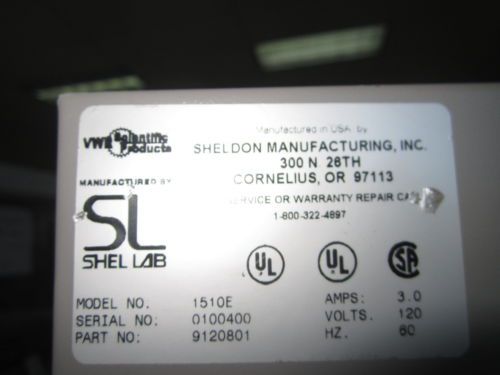 VWR Scientific Products
Manufactured in USA by
SHELDON MANUFACTURING, INC.
300 N 26TH
CORNELIUS, OR 97113
MANUFACTURED BY
SL
SHEL LAB
SERVICE OR WARRANTY REPAIR
1-800-322-4897
UL
UL
SA
MODEL NO. 1510E
SERIAL NO: 0100400
PART NO: 9120801
AMPS: 3.0
VOLTS. 120
HZ. 60